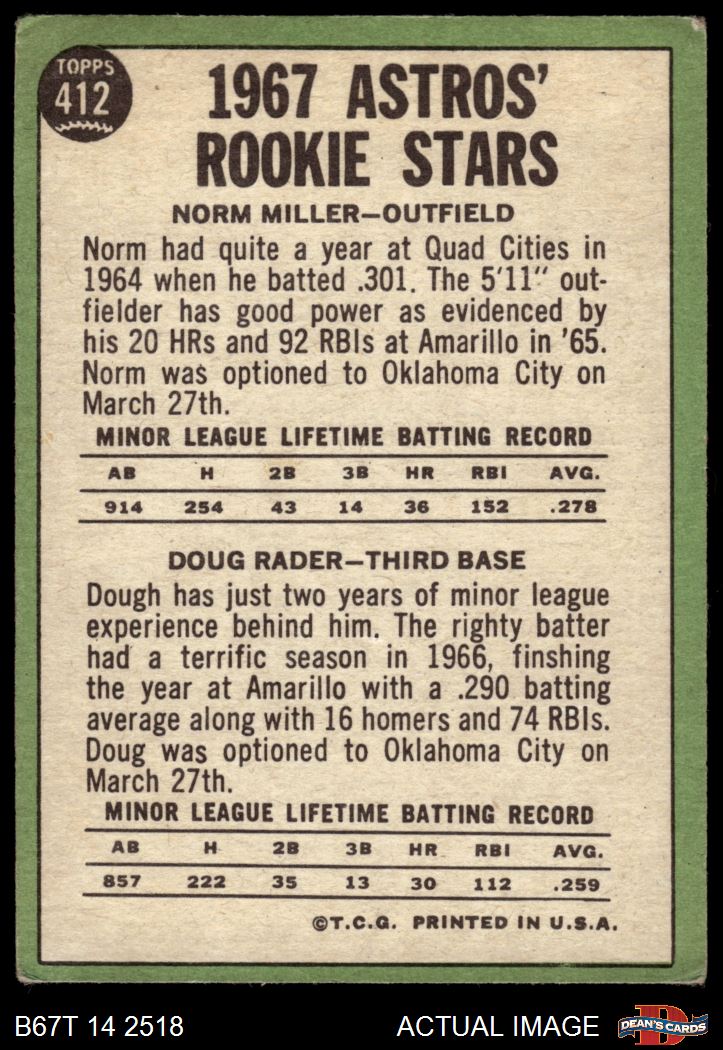 TOPPS
412
1967 ASTROS'
ROOKIE STARS
NORM MILLER—OUTFIELD
Norm had quite a year at Quad Cities in
1964 when he batted .301. The 5'11" out-
fielder has good power as evidenced by
his 20 HRs and 92 RBIs at Amarillo in '65.
Norm was optioned to Oklahoma City on
March 27th.
MINOR LEAGUE LIFETIME BATTING RECORD
AB H 2B 3B HR RBI AVG.
914 254 43 14 36 152 .278
DOUG RADER—THIRD BASE
Dough has just two years of minor league
experience behind him. The righty batter
had a terrific season in 1966, finshing
the year at Amarillo with a .290 batting
average along with 16 homers and 74 RBIs.
Doug was optioned to Oklahoma City on
March 27th.
MINOR LEAGUE LIFETIME BATTING RECORD
AB H 2B 3B HR RBI AVG.
857 222 35 13 30 112 .259
©T.C.G. PRINTED IN U.S.A.
B67T 14 2518 ACTUAL IMAGE
DEAN'S CARDS